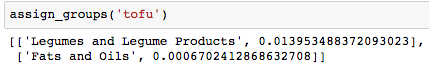 assign_groups('tofu')
[['Legumes and Legume Products', 0.013953488372093023],
['Fats and Oils', 0.0006702412868632708]]